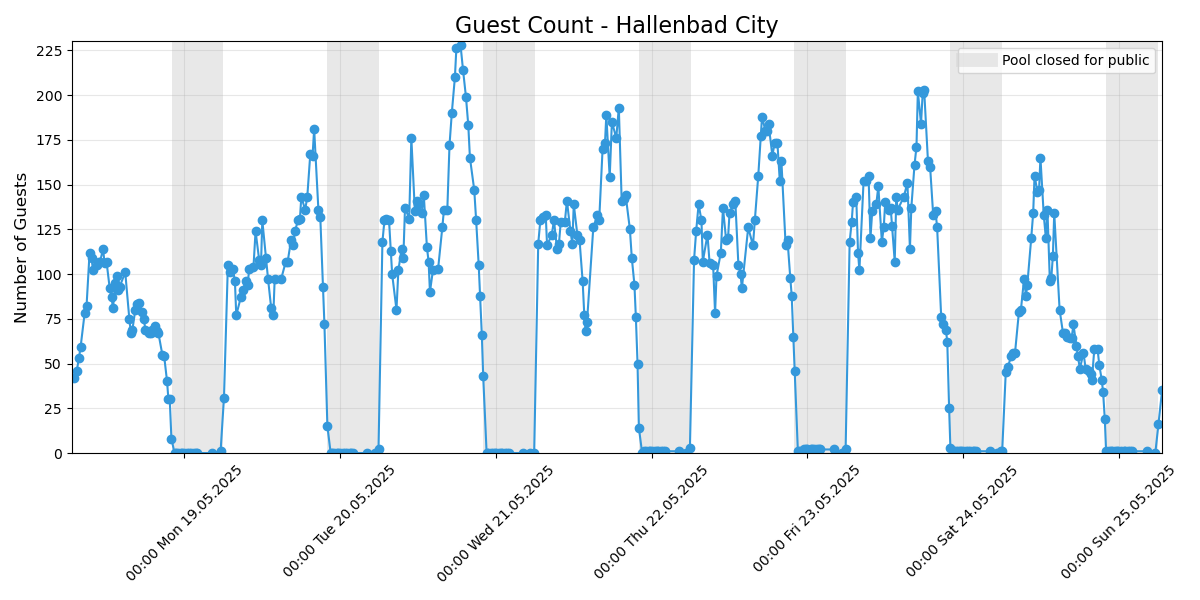 Guest Count - Hallenbad City
Number of Guests
225
200
175
150
125
100
75
50
25
0
Pool closed for public
00:00 Mon 19.05.2025
00:00 Tue 20.05.2025
00:00 Wed 21.05.2025
00:00 Thu 22.05.2025
00:00 Fri 23.05.2025
00:00 Sat 24.05.2025
00:00 Sun 25.05.2025